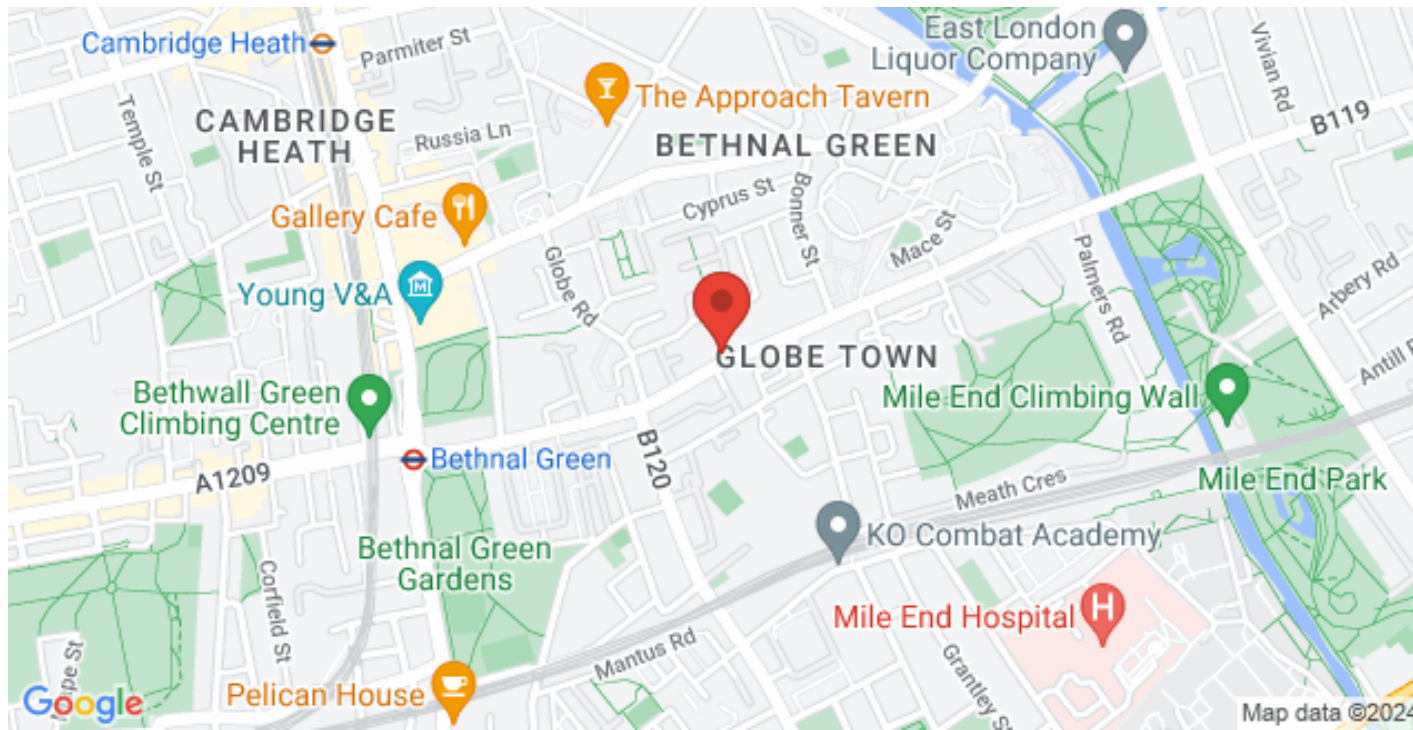 Cambridge Heath
Parmiter St
East London
Liquor Company
Vivian Rd
Temple St
CAMBRIDGE
HEATH
Russia Ln
The Approach Tavern
BETHNAL GREEN
B119
Gallery Cafe
Cyprus St
Bonner St
Mace St
Globe Rd
Palmers Rd
Young V&A
M
Arbery Rd
GLOBE TOWN
Antill
Bethwall Green
Climbing Centre
Mile End Climbing Wall
A1209
Bethnal Green
B120
Meath Cres
Mile End Park
Bethnal Green
Gardens
KO Combat Academy
Corfield St
Mile End Hospital
H
Mantus Rd
Grantley St
Pelican House
Google
Map data ©2024